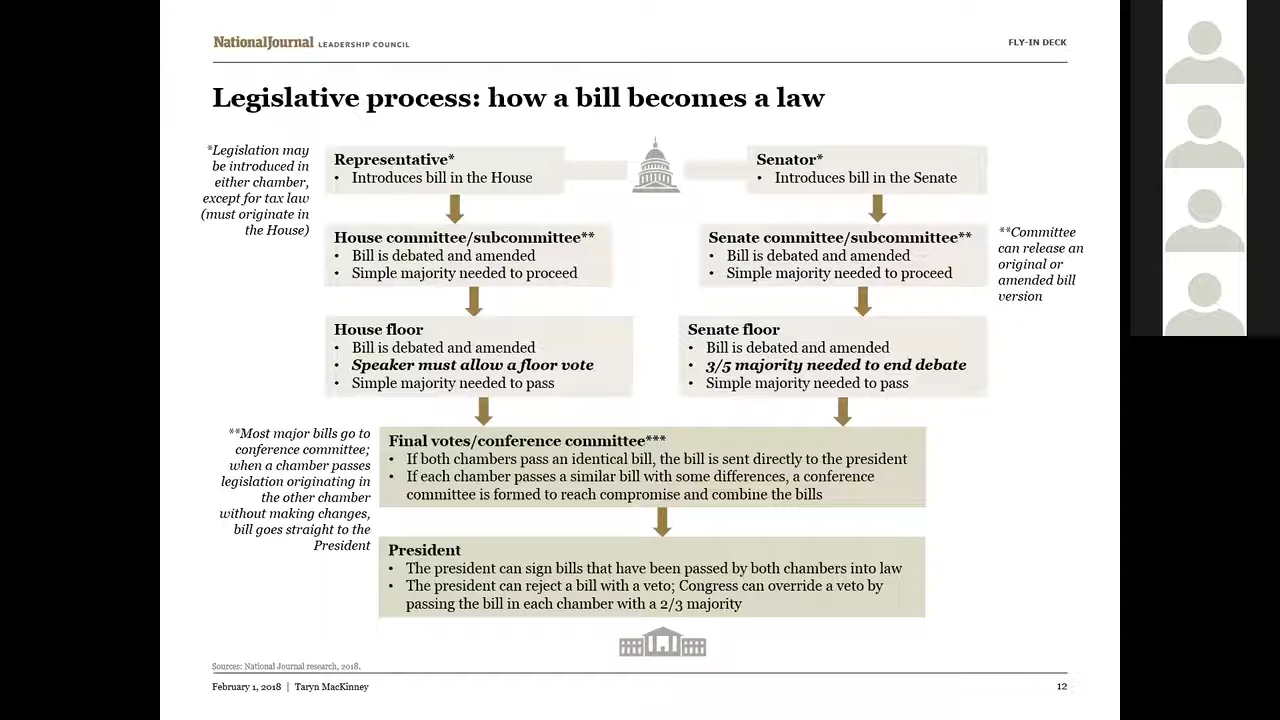 NationalJournal LEADERSHIP COUNCIL
FLY-IN DECK
Legislative process: how a bill becomes a law
*Legislation may
be introduced in
either chamber,
except for tax law
(must originate in
the House)
Representative*
• Introduces bill in the House
Senator*
• Introduces bill in the Senate
House committee/subcommittee**
• Bill is debated and amended
• Simple majority needed to proceed
Senate committee/subcommittee**
• Bill is debated and amended
• Simple majority needed to proceed
**Committee
can release an
original or
amended bill
version
House floor
• Bill is debated and amended
• Speaker must allow a floor vote
• Simple majority needed to pass
Senate floor
• Bill is debated and amended
• 3/5 majority needed to end debate
• Simple majority needed to pass
**Most major bills go to
conference committee;
when a chamber passes
legislation originating in
the other chamber
without making changes,
bill goes straight to the
President
Final votes/conference committee***
• If both chambers pass an identical bill, the bill is sent directly to the president
• If each chamber passes a similar bill with some differences, a conference
committee is formed to reach compromise and combine the bills
President
• The president can sign bills that have been passed by both chambers into law
• The president can reject a bill with a veto; Congress can override a veto by
passing the bill in each chamber with a 2/3 majority
Sources: National Journal research, 2018.
February 1, 2018 | Taryn MacKinney
12